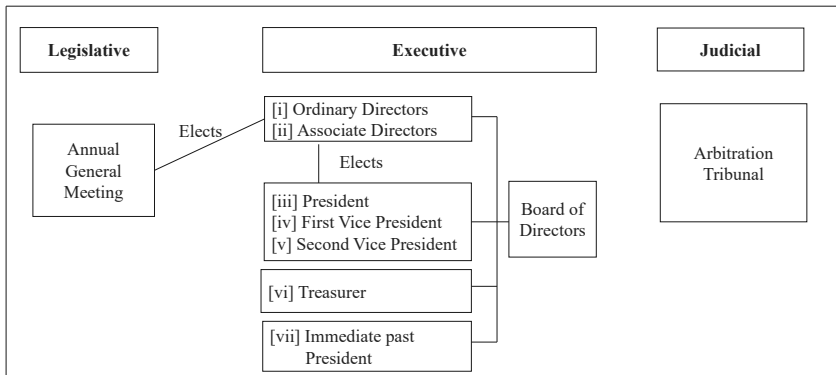 Legislative
Executive
Judicial
Annual
General
Meeting
Elects
[i] Ordinary Directors
[ii] Associate Directors
Elects
[iii] President
[iv] First Vice President
[v] Second Vice President
[vi] Treasurer
[vii] Immediate past
President
Board of
Directors
Arbitration
Tribunal